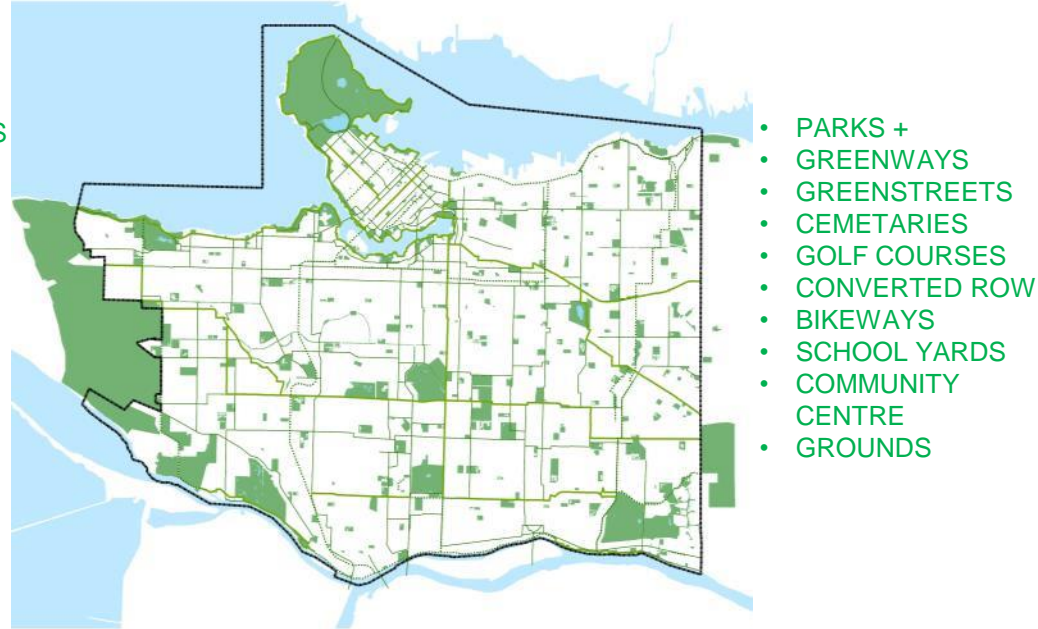 S
• PARKS +
• GREENWAYS
• GREENSTREETS
• CEMETARIES
• GOLF COURSES
• CONVERTED ROW
• BIKEWAYS
• SCHOOL YARDS
• COMMUNITY
CENTRE
• GROUNDS